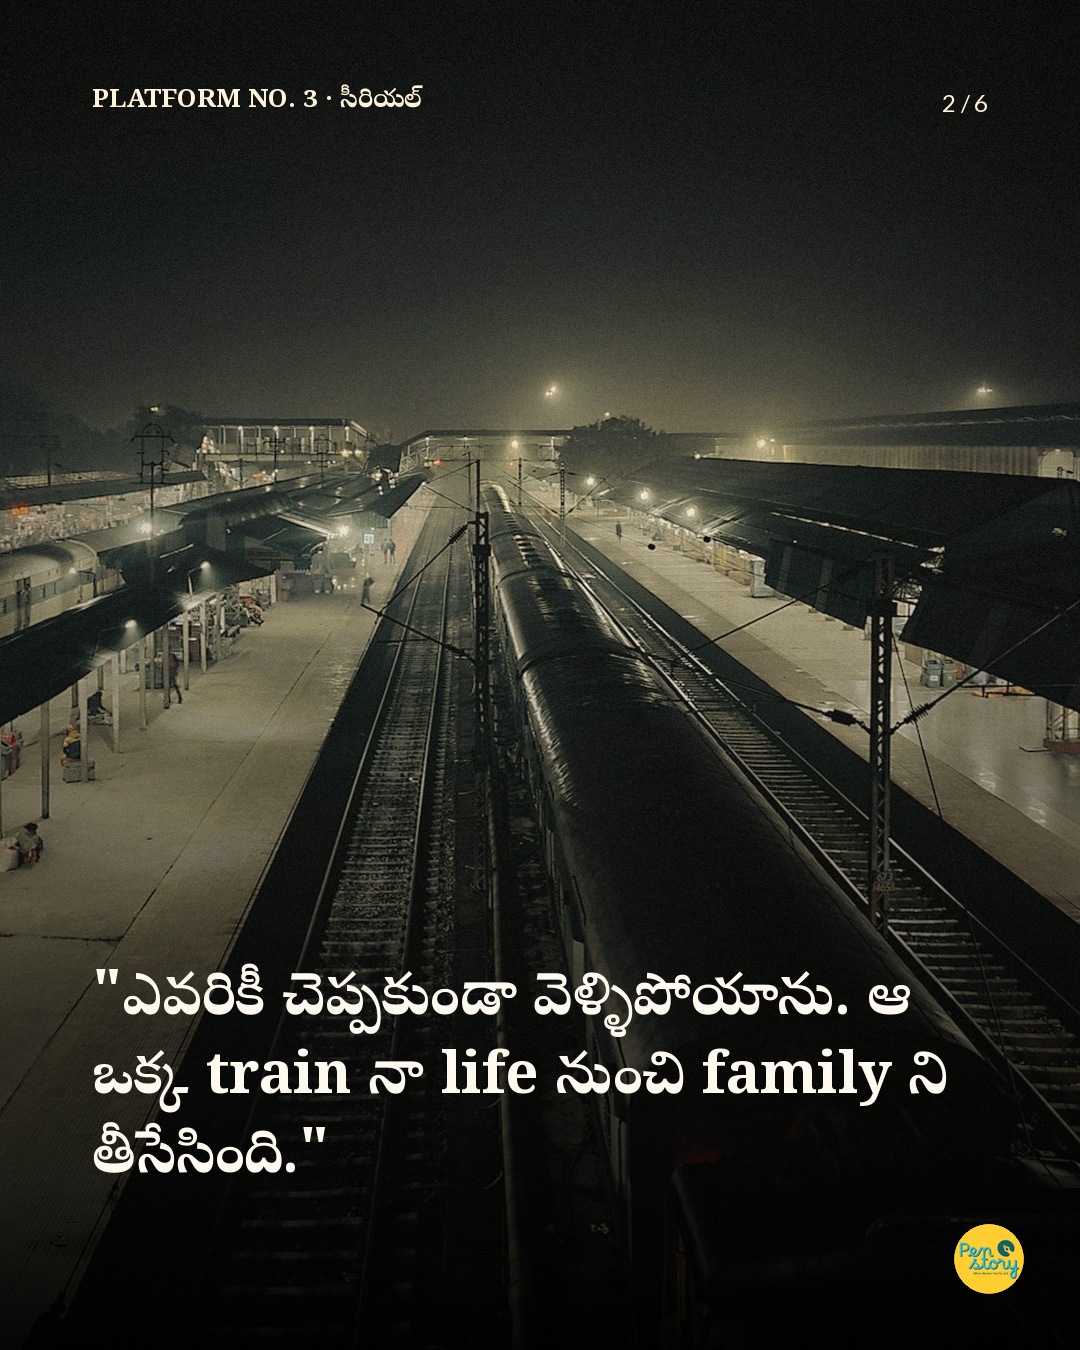 PLATFORM NO. 3 · సీరియల్
2/6
"ఎవరికీ చెప్పకుండా వెళ్ళిపోయాను. ఆ
ఒక్క train నా life నుంచి family ని
తీసేసింది."
Pen
story